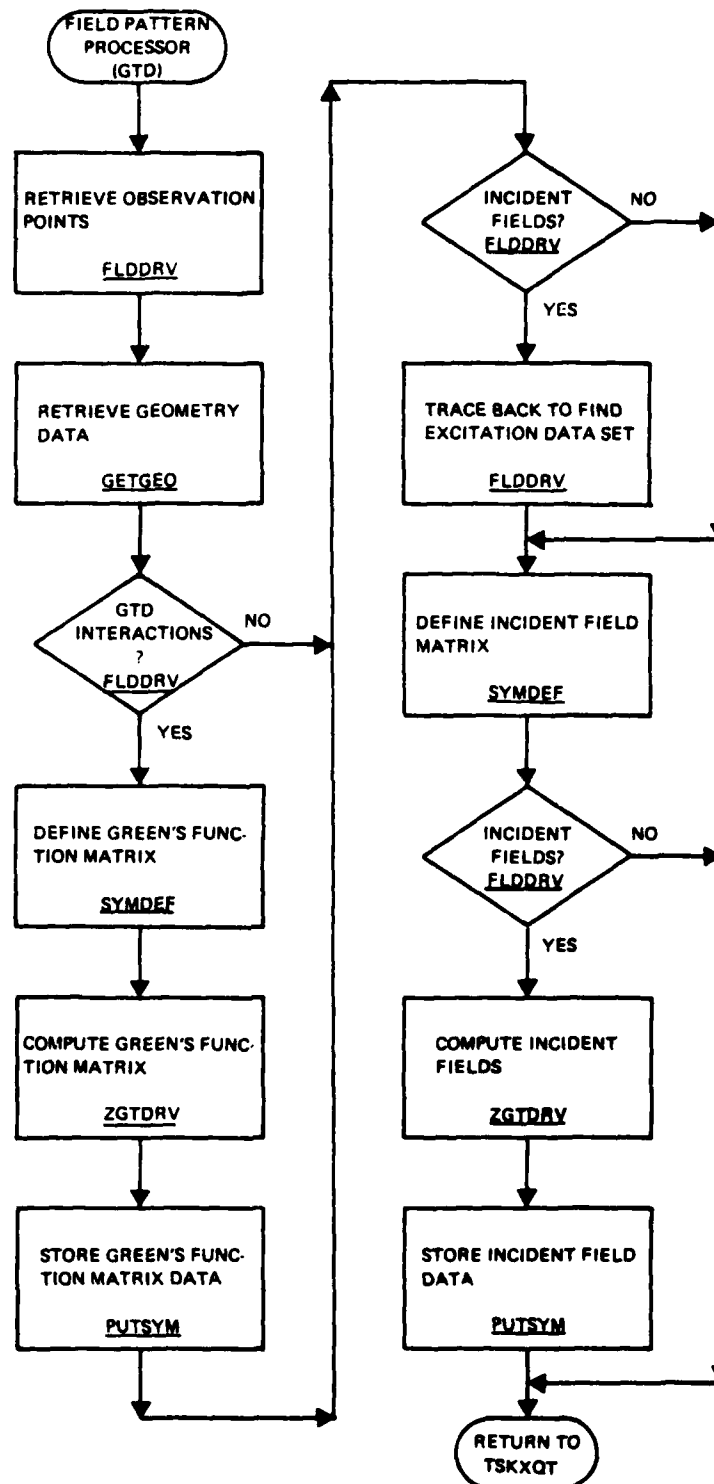 FIELD PATTERN
PROCESSOR
(GTD)
RETRIEVE OBSERVATION
POINTS
FLDDRV
RETRIEVE GEOMETRY
DATA
GETGEO
GTD
INTERACTIONS
?
FLDDRV
NO
YES
DEFINE GREEN'S FUNC-
TION MATRIX
SYMDEF
COMPUTE GREEN'S FUNC-
TION MATRIX
ZGTDRV
STORE GREEN'S FUNC-
TION MATRIX DATA
PUTSYM
INCIDENT
FIELDS?
FLDDRV
NO
YES
TRACE BACK TO FIND
EXCITATION DATA SET
FLDDRV
DEFINE INCIDENT FIELD
MATRIX
SYMDEF
INCIDENT
FIELDS?
FLDDRV
NO
YES
COMPUTE INCIDENT
FIELDS
ZGTDRV
STORE INCIDENT FIELD
DATA
PUTSYM
RETURN TO
TSKXQT